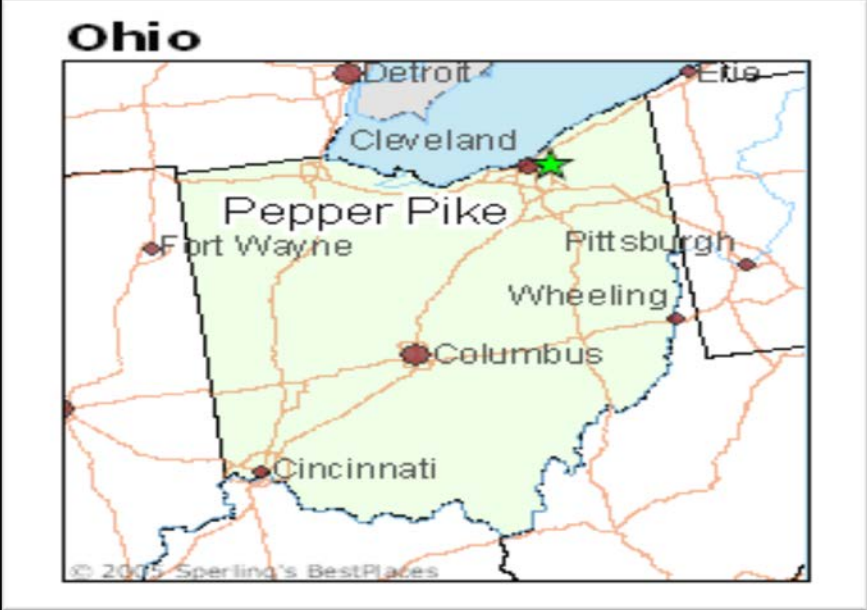 Ohio
Detroit
Erie
Cleveland
Pepper Pike
Fort Wayne
Pittsburgh
Wheeling
Columbus
Cincinnati
© 2005 Sperling's BestPlaces